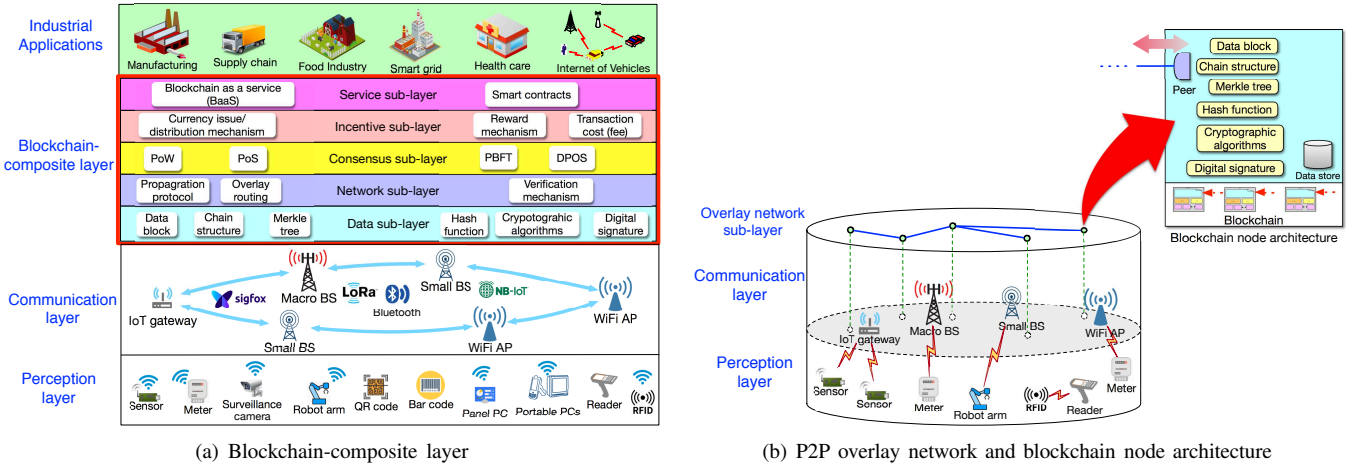 Industrial
Applications
Manufacturing
Supply chain
Food Industry
Smart grid
Health care
Internet of Vehicles
Blockchain-
composite layer
Blockchain as a service
(BaaS)
Service sub-layer
Smart contracts
Currency issue/
distribution mechanism
Incentive sub-layer
Reward
mechanism
Transaction
cost (fee)
PoW
PoS
Consensus sub-layer
PBFT
DPOS
Propagration
protocol
Overlay
routing
Network sub-layer
Verification
mechanism
Data
block
Chain
structure
Merkle
tree
Data sub-layer
Hash
function
Crypotograhic
algorithms
Digital
signature
Communication
layer
IoT gateway
sigfox
Macro BS
LoRa
Bluetooth
Small BS
NB-IoT
WiFi AP
Small BS
WiFi AP
Perception
layer
Sensor
Meter
Surveillance
camera
Robot arm
QR code
Bar code
Panel PC
Portable PCs
Reader
RFID
(a) Blockchain-composite layer
Peer
Data block
Chain structure
Merkle tree
Hash function
Cryptographic
algorithms
Digital signature
Data store
Blockchain
Blockchain node architecture
Overlay network
sub-layer
Communication
layer
IoT
gateway
Macro BS
Small BS
WiFi AP
Perception
layer
Sensor
Sensor
Meter
Robot arm
RFID
Reader
Meter
(b) P2P overlay network and blockchain node architecture